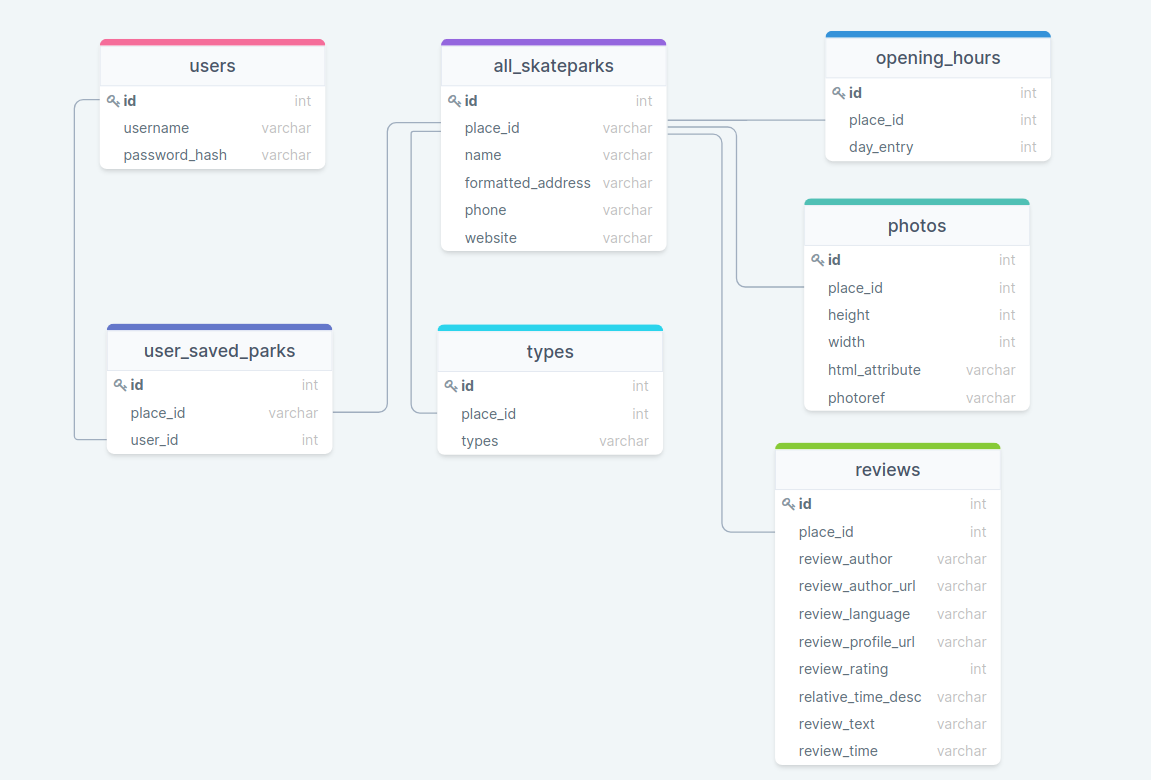 users
id int
username varchar
password_hash varchar
all_skateparks
id int
place_id varchar
name varchar
formatted_address varchar
phone varchar
website varchar
opening_hours
id int
place_id int
day_entry int
photos
id int
place_id int
height int
width int
html_attribute varchar
photoref varchar
user_saved_parks
id int
place_id varchar
user_id int
types
id int
place_id int
types varchar
reviews
id int
place_id int
review_author varchar
review_author_url varchar
review_language varchar
review_profile_url varchar
review_rating int
relative_time_desc varchar
review_text varchar
review_time varchar